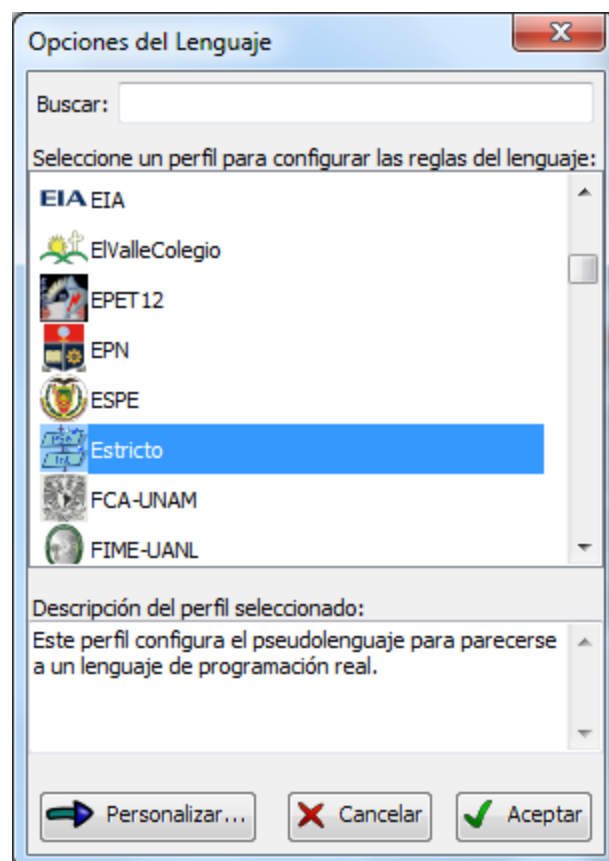 Opciones del Lenguaje
Buscar:
Seleccione un perfil para configurar las reglas del lenguaje:
EIA EIA
ElValleColegio
EPET12
EPN
ESPE
Estricto
FCA-UNAM
FIME-UANL
Descripción del perfil seleccionado:
Este perfil configura el pseudolenguaje para parecerse
a un lenguaje de programación real.
Personalizar... Cancelar Aceptar